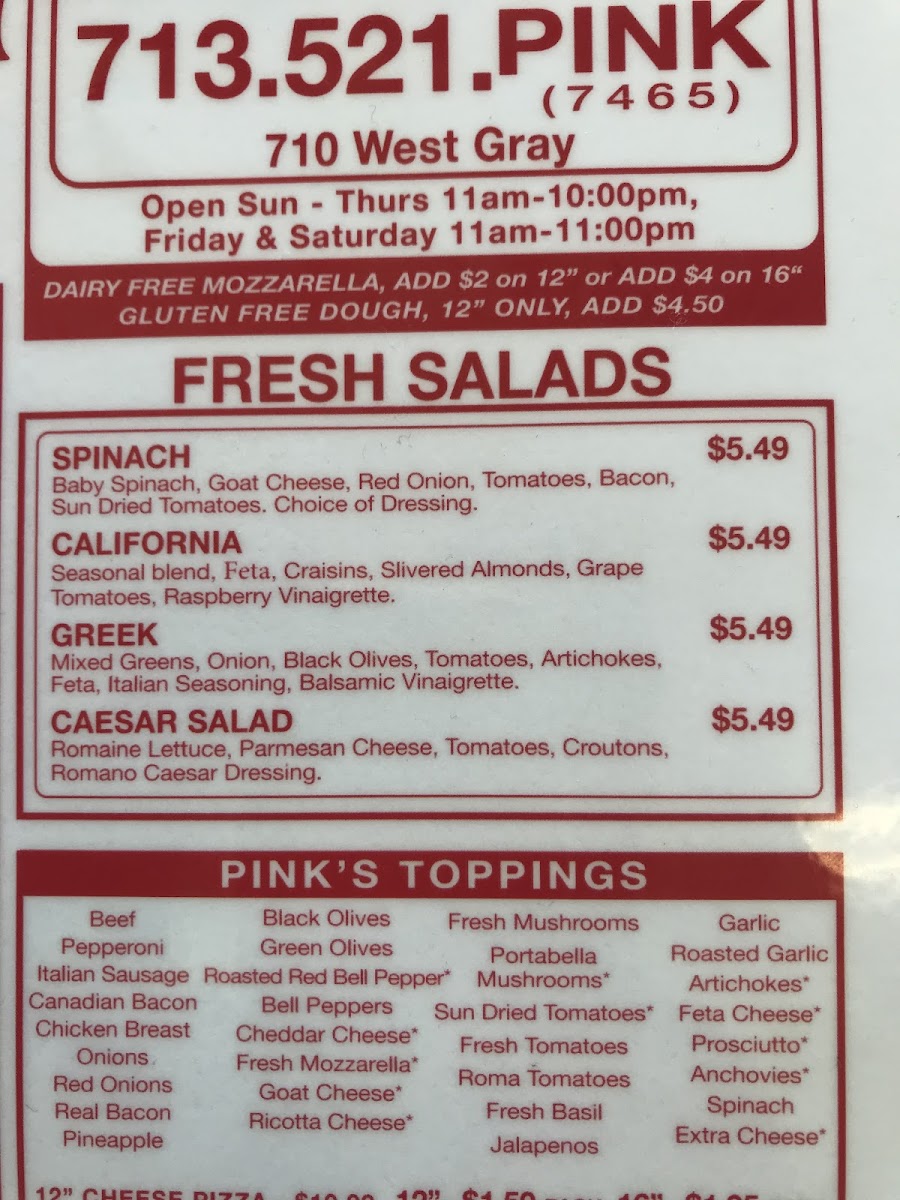 713.521.PINK
(7465)
710 West Gray
Open Sun - Thurs 11am-10:00pm,
Friday & Saturday 11am-11:00pm
DAIRY FREE MOZZARELLA, ADD $2 on 12” or ADD $4 on 16“
GLUTEN FREE DOUGH, 12” ONLY, ADD $4.50
FRESH SALADS
SPINACH $5.49
Baby Spinach, Goat Cheese, Red Onion, Tomatoes, Bacon,
Sun Dried Tomatoes. Choice of Dressing.
CALIFORNIA $5.49
Seasonal blend, Feta, Craisins, Slivered Almonds, Grape
Tomatoes, Raspberry Vinaigrette.
GREEK $5.49
Mixed Greens, Onion, Black Olives, Tomatoes, Artichokes,
Feta, Italian Seasoning, Balsamic Vinaigrette.
CAESAR SALAD $5.49
Romaine Lettuce, Parmesan Cheese, Tomatoes, Croutons,
Romano Caesar Dressing.
PINK’S TOPPINGS
Beef
Pepperoni
Italian Sausage
Canadian Bacon
Chicken Breast
Onions
Red Onions
Real Bacon
Pineapple
Black Olives
Green Olives
Roasted Red Bell Pepper*
Bell Peppers
Cheddar Cheese*
Fresh Mozzarella*
Goat Cheese*
Ricotta Cheese*
Fresh Mushrooms
Portabella
Mushrooms*
Sun Dried Tomatoes*
Fresh Tomatoes
Roma Tomatoes
Fresh Basil
Jalapenos
Garlic
Roasted Garlic
Artichokes*
Feta Cheese*
Prosciutto*
Anchovies*
Spinach
Extra Cheese*
12” CHEESE PIZZA 12” $1.50 16”